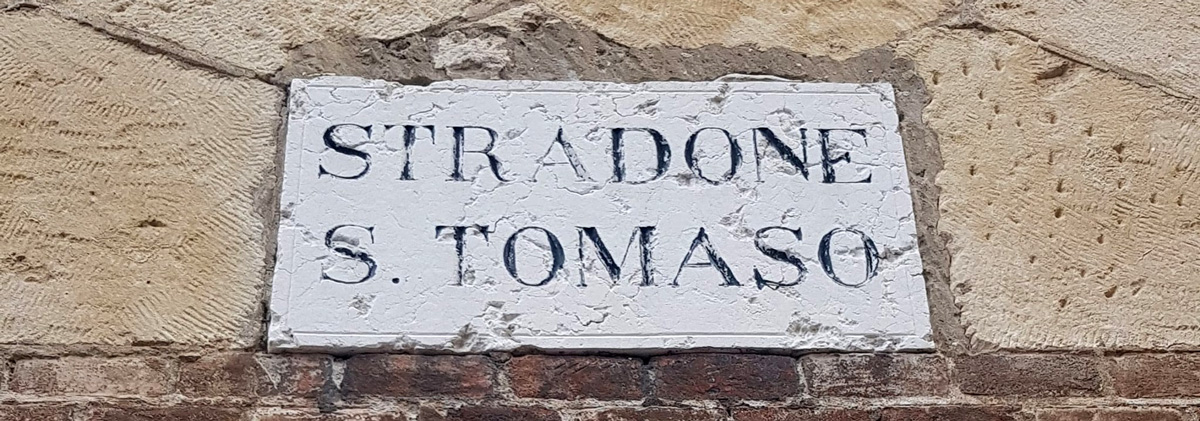 STRADONE
S. TOMASO